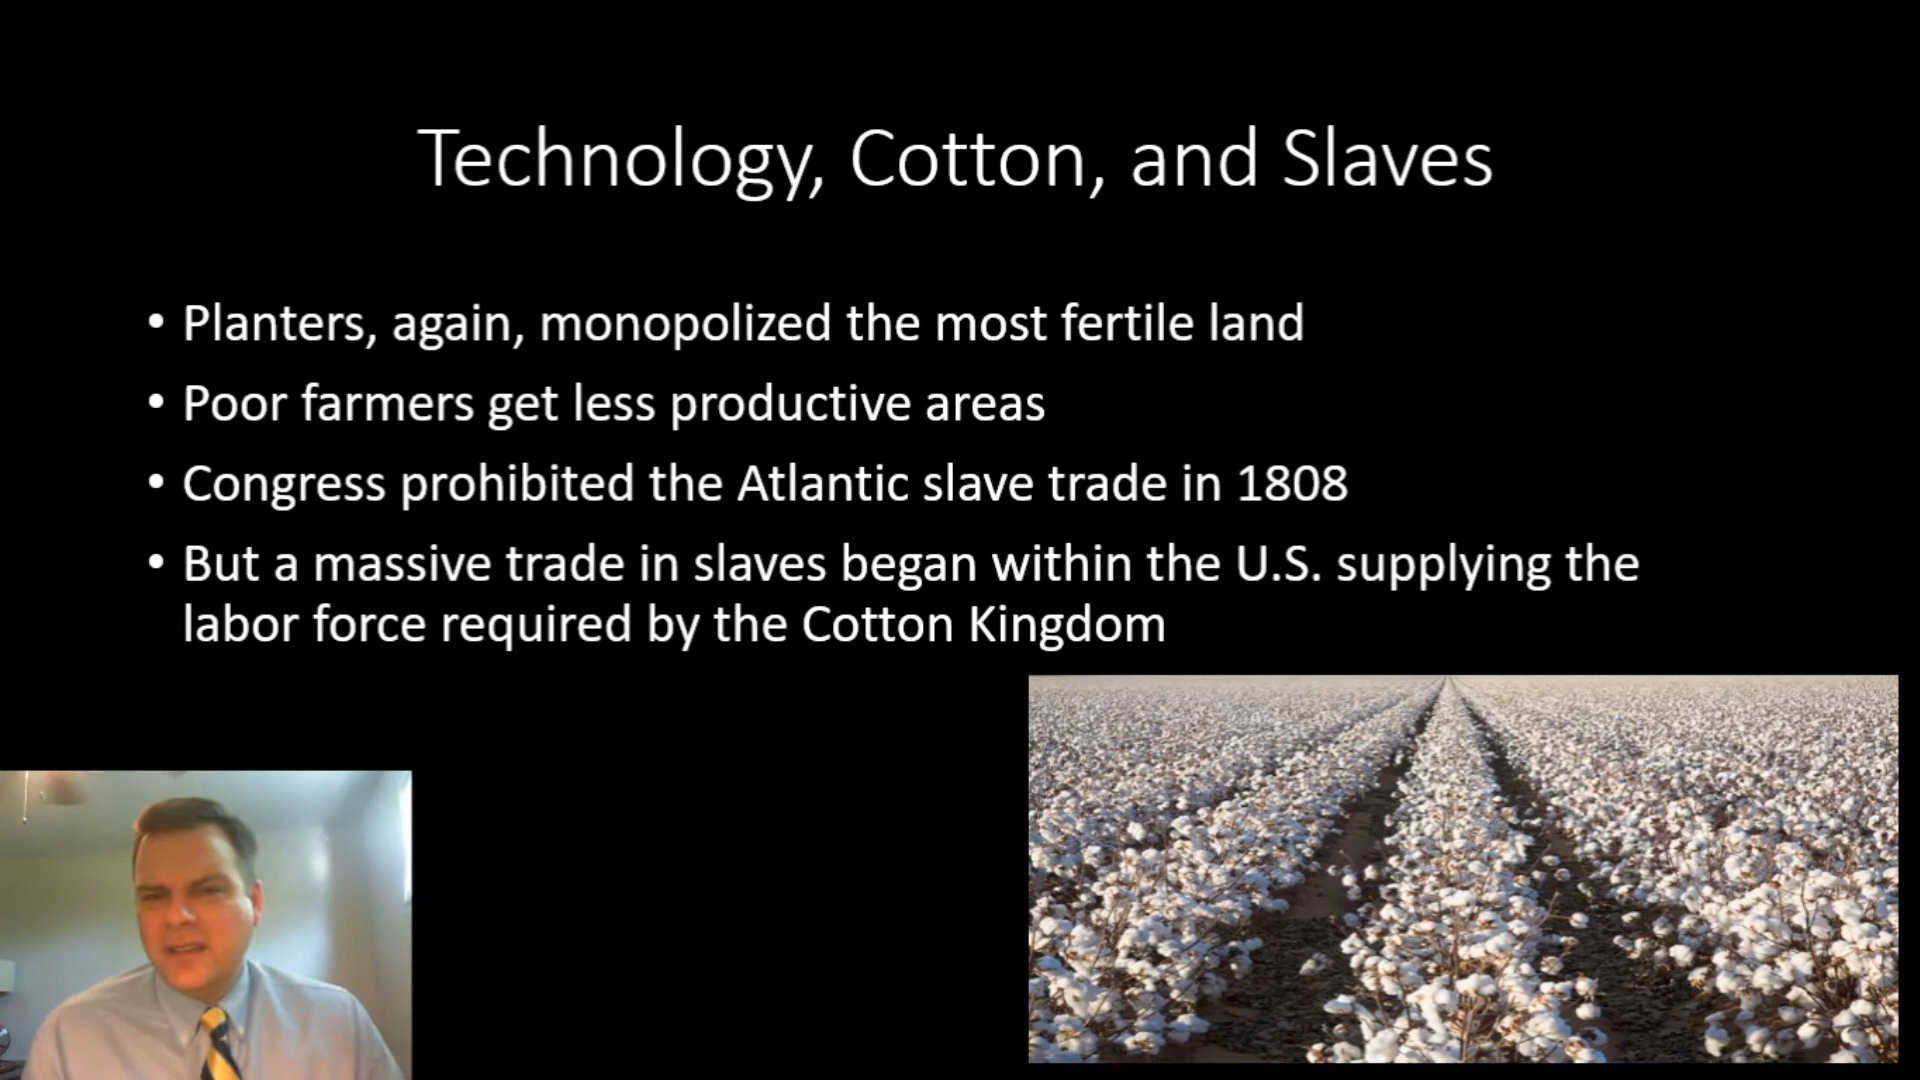 Technology, Cotton, and Slaves
• Planters, again, monopolized the most fertile land
• Poor farmers get less productive areas
• Congress prohibited the Atlantic slave trade in 1808
• But a massive trade in slaves began within the U.S. supplying the
labor force required by the Cotton Kingdom